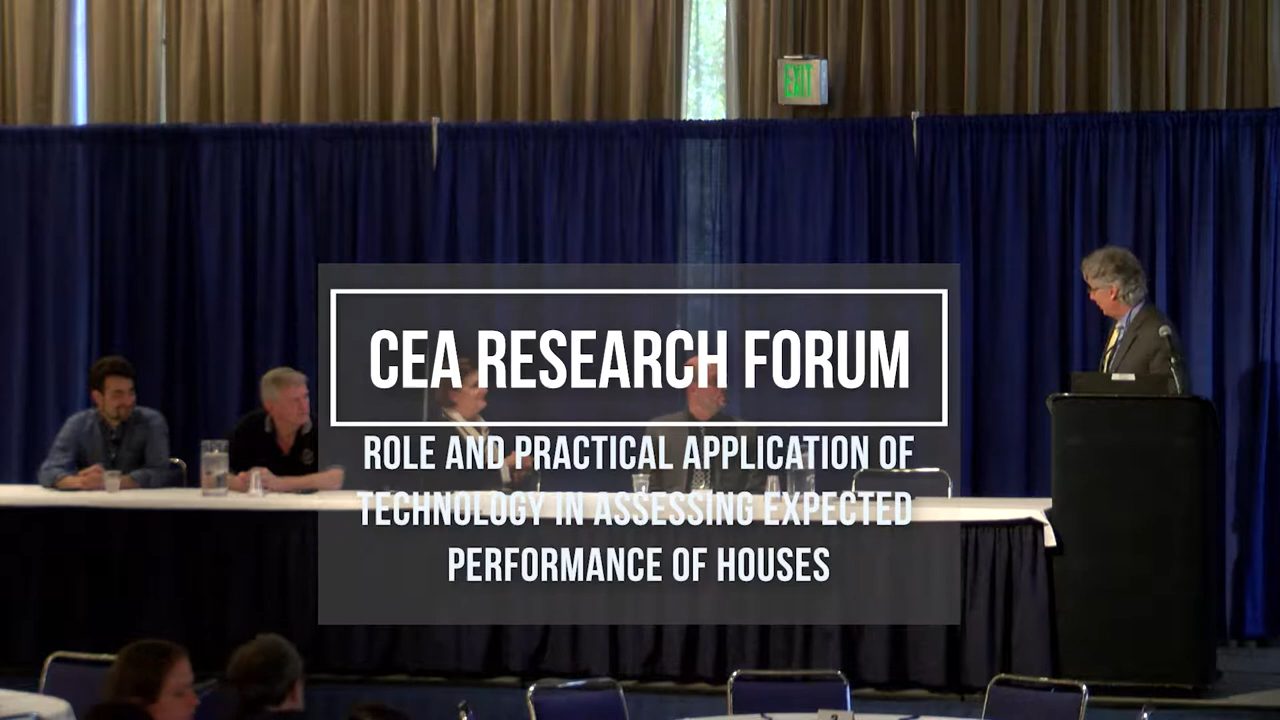 EXIT
CEA RESEARCH FORUM
ROLE AND PRACTICAL APPLICATION OF
TECHNOLOGY IN ASSESSING EXPECTED
PERFORMANCE OF HOUSES